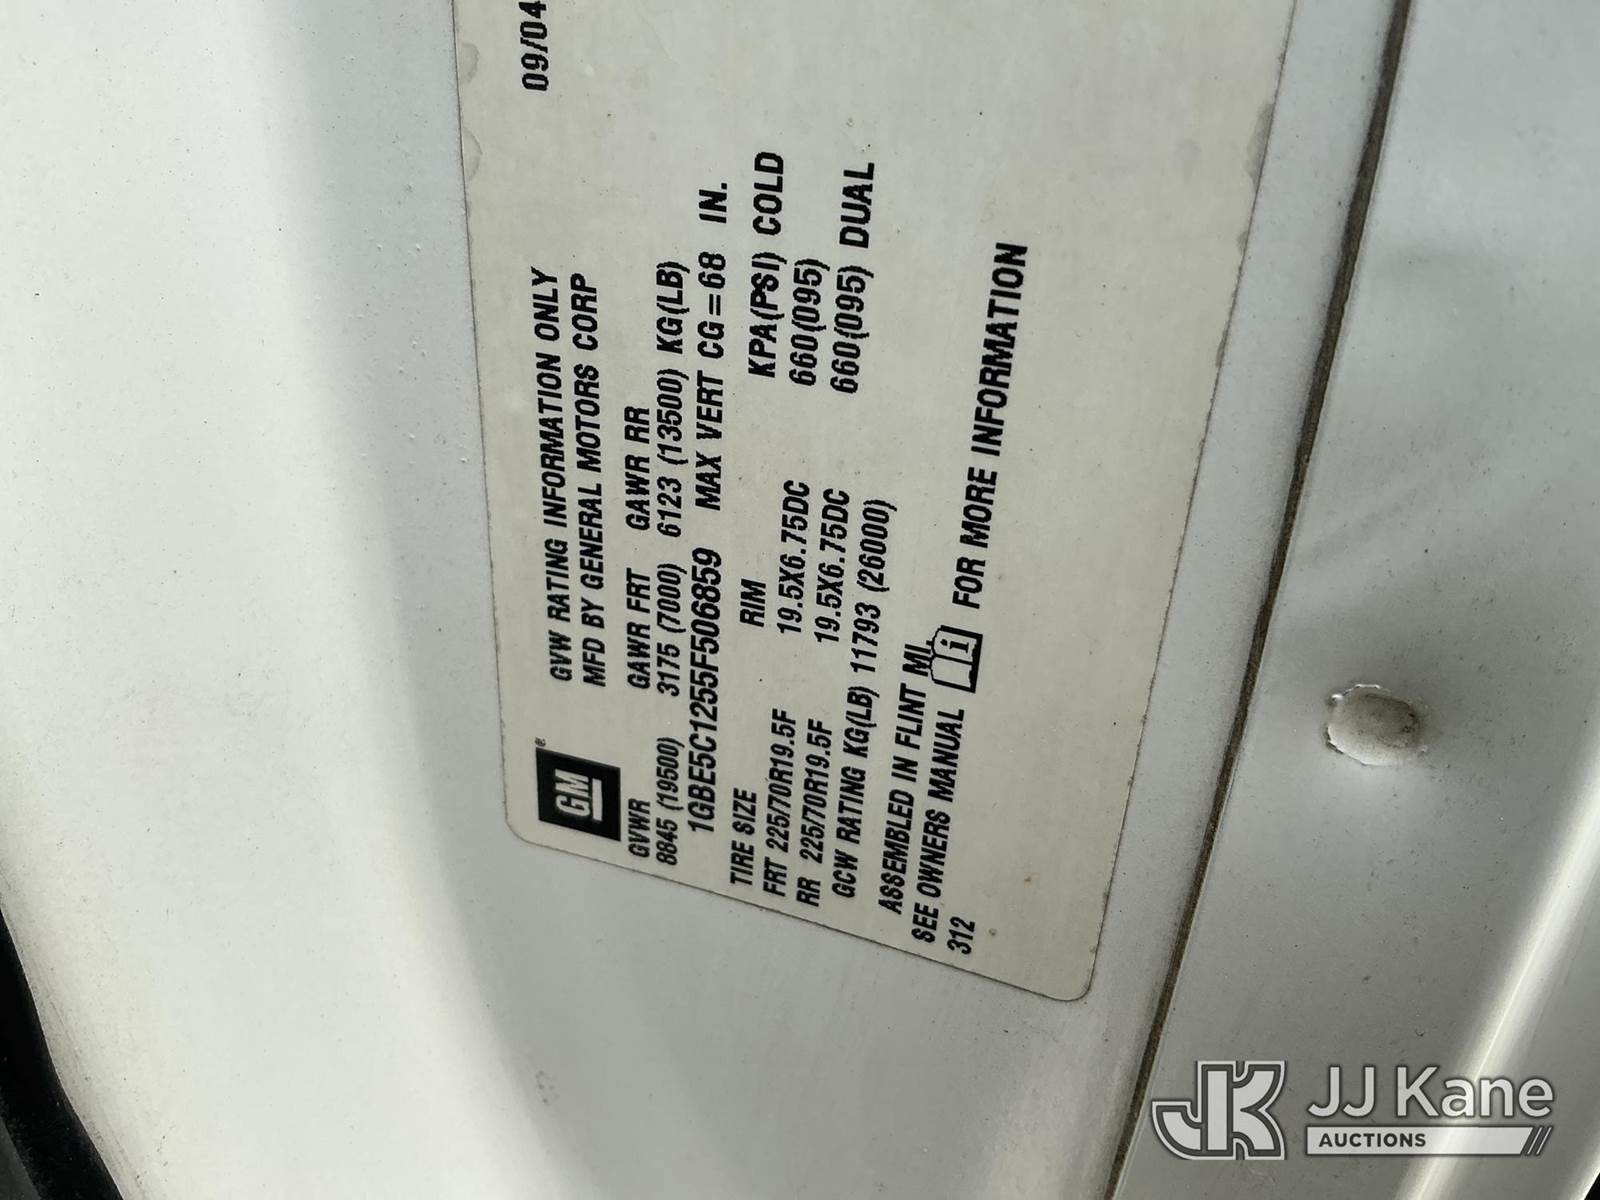 09/04
GVW RATING INFORMATION ONLY
MFD BY GENERAL MOTORS CORP
GM®
GVWR GAWR FRT GAWR RR
8845 (19500) 3175 (7000) 6123 (13500) KG(LB)
1GBE5C1255F506859 MAX VERT CG=68 IN.
TIRE SIZE RIM KPA(PSI) COLD
FRT 225/70R19.5F 19.5X6.75DC 660(095)
RR 225/70R19.5F 19.5X6.75DC 660(095) DUAL
GCW RATING KG(LB) 11793 (26000)
ASSEMBLED IN FLINT MI.
SEE OWNERS MANUAL i FOR MORE INFORMATION
312
JK JJ Kane
AUCTIONS